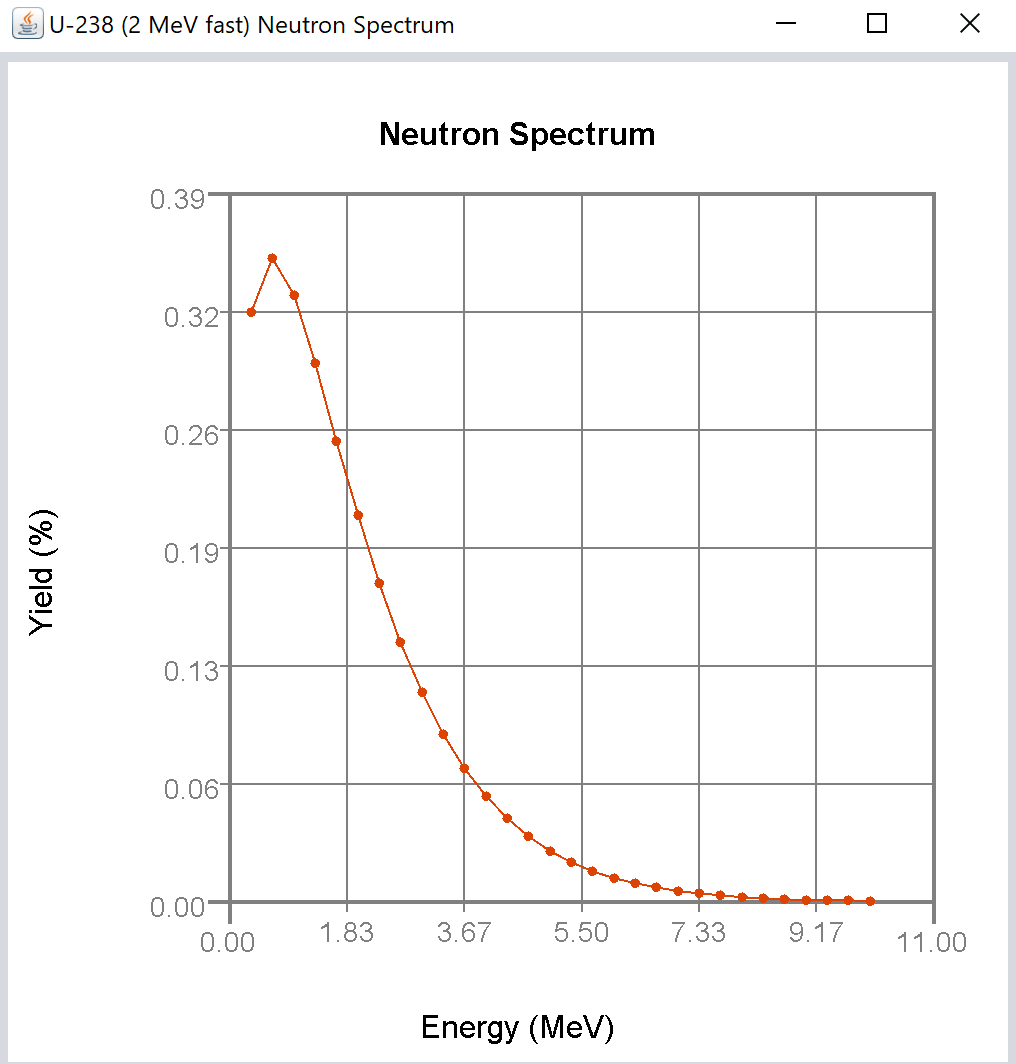 U-238 (2 MeV fast) Neutron Spectrum
Neutron Spectrum
0.39
0.32
0.26
0.19
0.13
0.06
0.00
Yield (%)
0.00 1.83 3.67 5.50 7.33 9.17 11.00
Energy (MeV)